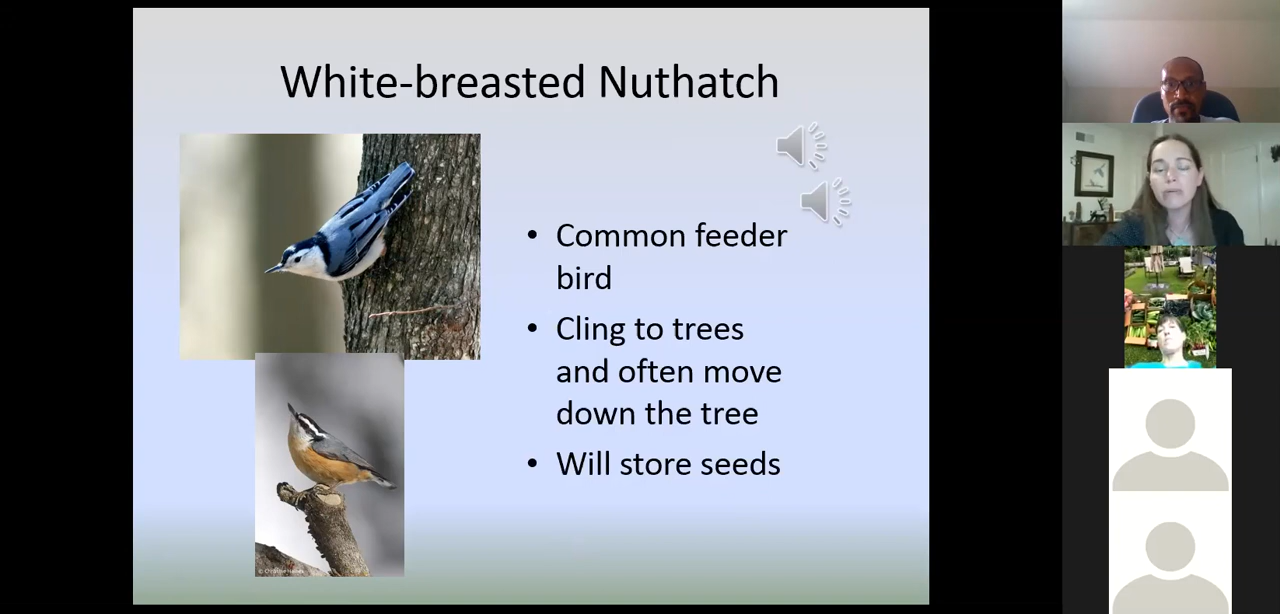 White-breasted Nuthatch
• Common feeder
bird
• Cling to trees
and often move
down the tree
• Will store seeds